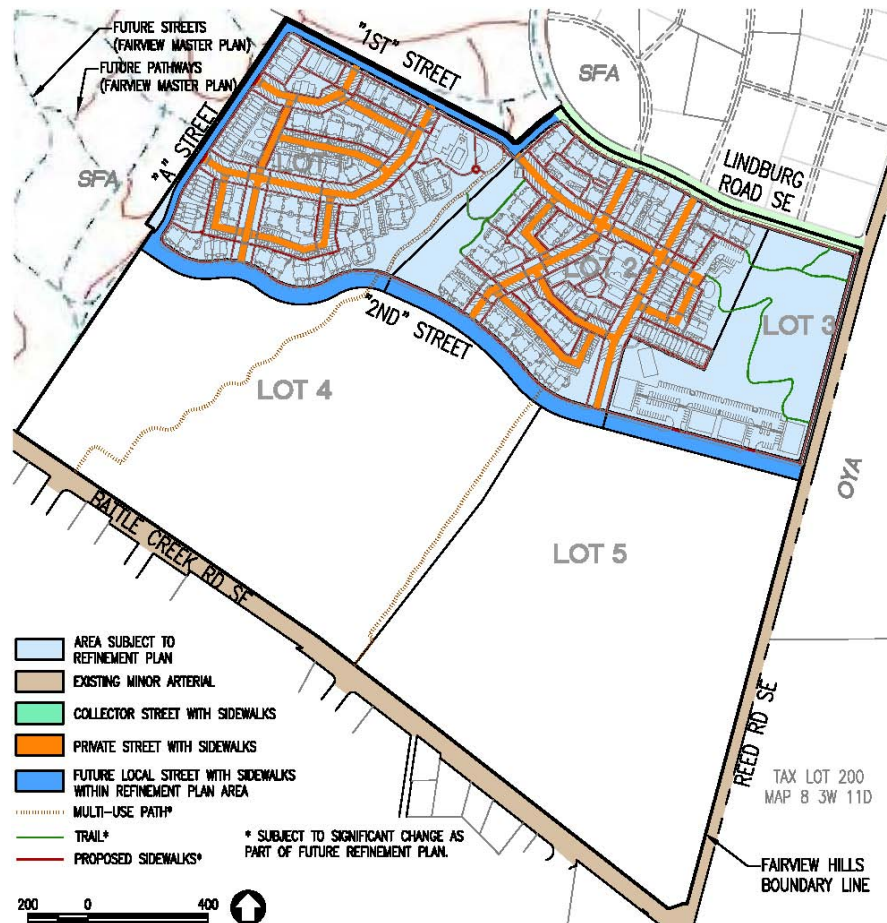 FUTURE STREETS
(FAIRVIEW MASTER PLAN)
FUTURE PATHWAYS
(FAIRVIEW MASTER PLAN)
"1ST" STREET
SFA
LINDBURG
ROAD SE
"A" STREET
SFA
LOT 1
LOT 2
LOT 3
"2ND" STREET
LOT 4
OYA
LOT 5
BATTLE CREEK RD SE
REED RD SE
TAX LOT 200
MAP 8 3W 11D
FAIRVIEW HILLS
BOUNDARY LINE
AREA SUBJECT TO
REFINEMENT PLAN
EXISTING MINOR ARTERIAL
COLLECTOR STREET WITH SIDEWALKS
PRIVATE STREET WITH SIDEWALKS
FUTURE LOCAL STREET WITH SIDEWALKS
WITHIN REFINEMENT PLAN AREA
MULTI-USE PATH*
TRAIL*
PROPOSED SIDEWALKS*
* SUBJECT TO SIGNIFICANT CHANGE AS
PART OF FUTURE REFINEMENT PLAN.
200 0 400